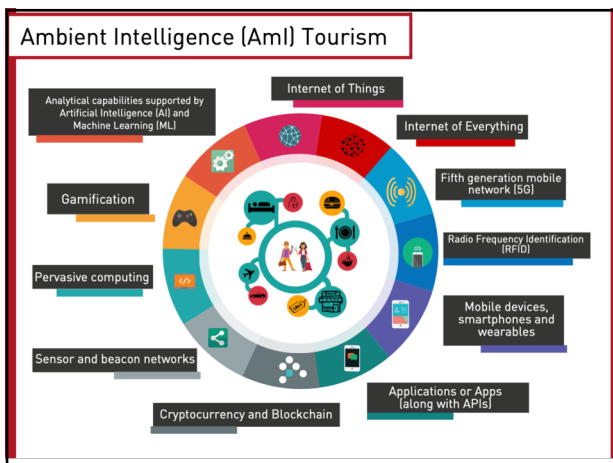 Ambient Intelligence (AmI) Tourism
Internet of Things
Analytical capabilities supported by
Artificial Intelligence (AI) and
Machine Learning (ML)
Internet of Everything
Gamification
Fifth generation mobile
network (5G)
Radio Frequency Identification
(RFID)
Pervasive computing
Mobile devices,
smartphones and
wearables
Sensor and beacon networks
Applications or Apps
(along with APIs)
Cryptocurrency and Blockchain